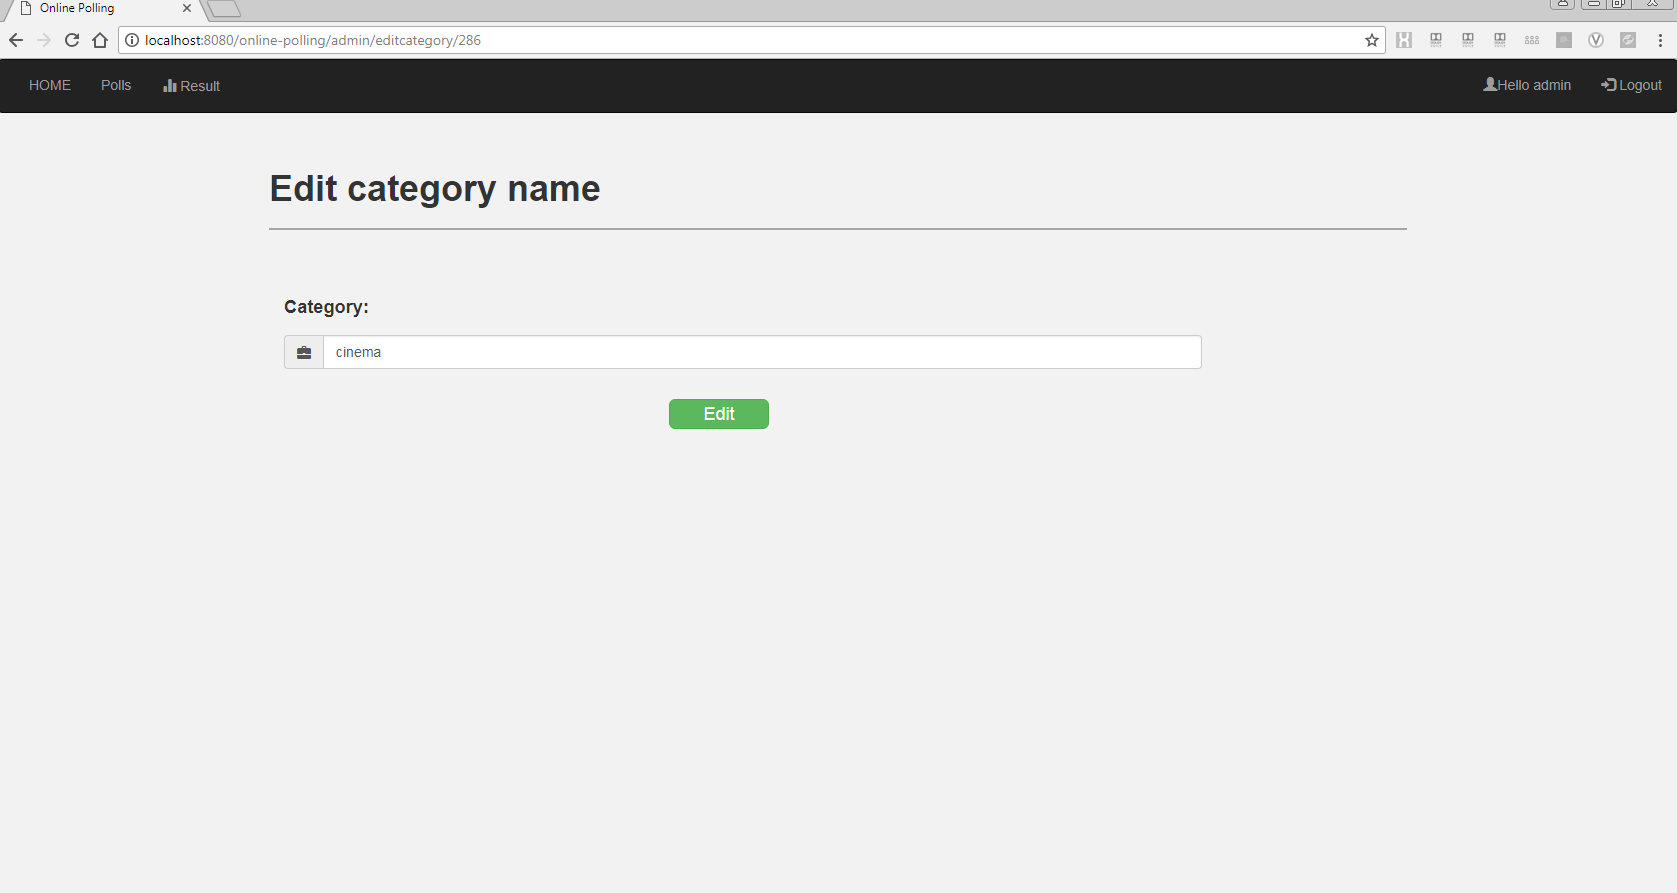 Online Polling
localhost:8080/online-polling/admin/editcategory/286
HOME Polls Result Hello admin Logout
Edit category name
Category:
cinema
Edit